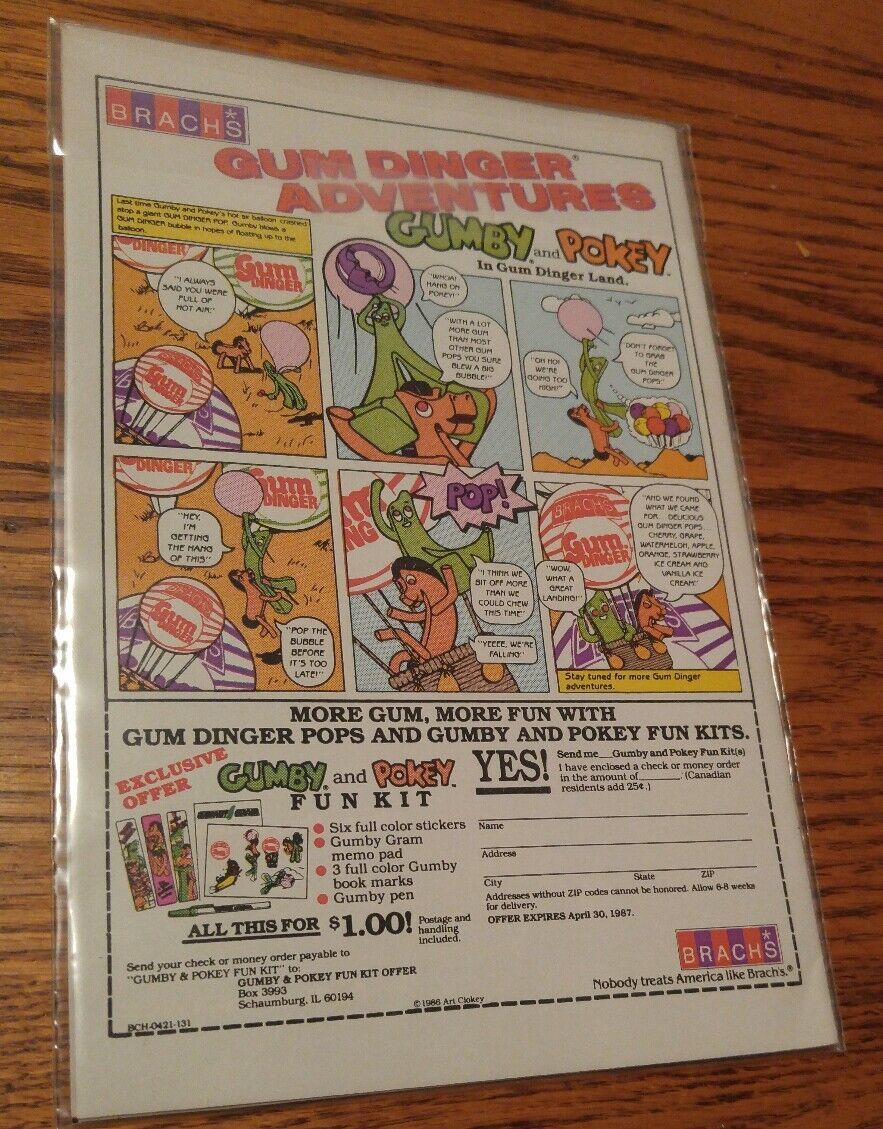 BRACH'S
GUM DINGER®
ADVENTURES
GUMBY® and POKEY™
In Gum Dinger Land.
Last time Gumby and Pokey's hot air balloon crashed
atop a giant GUM DINGER POP. Gumby blows a
GUM DINGER bubble in hopes of floating up to the
balloon.
DINGER
Gum
DINGER
"I ALWAYS
SAID YOU WERE
FULL OF
HOT AIR."
Gum
DINGER
"WHOA!
HANG ON
POKEY!"
"WITH A LOT
MORE GUM
THAN MOST
OTHER GUM
POPS YOU SURE
BLEW A BIG
BUBBLE!"
"OH NO!
WE'RE
GOING TOO
HIGH!"
DON'T FORGET
TO GRAB
THE
GUM DINGER
POPS."
DINGER
Gum
DINGER
"HEY,
I'M
GETTING
THE HANG
OF THIS"
Gum
DINGER
"POP THE
BUBBLE
BEFORE
IT'S TOO
LATE!"
POP!
"I THINK WE
BIT OFF MORE
THAN WE
COULD CHEW
THIS TIME"
"YEEEE, WE'RE
FALLING"
BRACH'S
Gum
DINGER
"WOW,
WHAT A
GREAT
LANDING!"
"AND WE FOUND
WHAT WE CAME
FOR... DELICIOUS
GUM DINGER POPS...
CHERRY, GRAPE,
WATERMELON, APPLE,
ORANGE, STRAWBERRY
ICE CREAM AND
VANILLA ICE
CREAM."
Stay tuned for more Gum Dinger
adventures.
MORE GUM, MORE FUN WITH
GUM DINGER POPS AND GUMBY AND POKEY FUN KITS.
EXCLUSIVE
OFFER
GUMBY® and POKEY™
FUN KIT
Six full color stickers
Gumby Gram
memo pad
3 full color Gumby
book marks
Gumby pen
ALL THIS FOR $1.00! Postage and
handling
included.
Send your check or money order payable to
"GUMBY & POKEY FUN KIT" to:
GUMBY & POKEY FUN KIT OFFER
Box 3993
Schaumburg, IL 60194
BCH-0421-131
©1986 Art Clokey
YES!
Send me__Gumby and Pokey Fun Kit(s)
I have enclosed a check or money order
in the amount of______. (Canadian
residents add 25¢.)
Name
Address
City State ZIP
Addresses without ZIP codes cannot be honored. Allow 6-8 weeks
for delivery.
OFFER EXPIRES April 30, 1987.
BRACH'S
Nobody treats America like Brach's.®